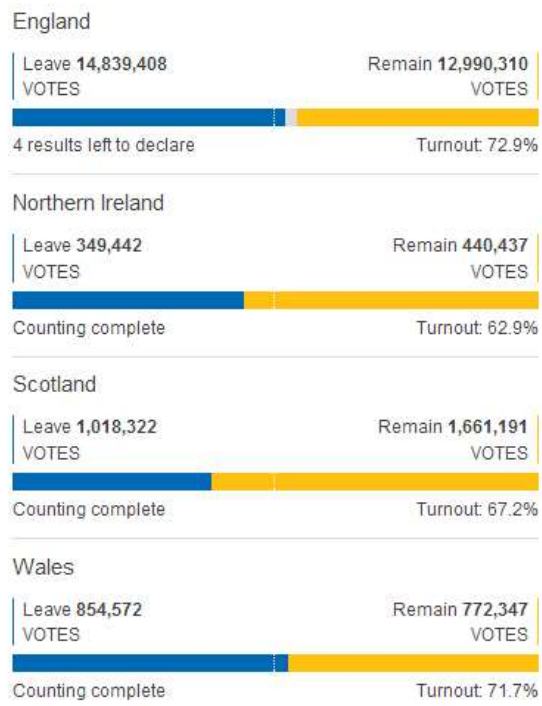 England
Leave 14,839,408 Remain 12,990,310
VOTES VOTES
4 results left to declare Turnout: 72.9%
Northern Ireland
Leave 349,442 Remain 440,437
VOTES VOTES
Counting complete Turnout: 62.9%
Scotland
Leave 1,018,322 Remain 1,661,191
VOTES VOTES
Counting complete Turnout: 67.2%
Wales
Leave 854,572 Remain 772,347
VOTES VOTES
Counting complete Turnout: 71.7%